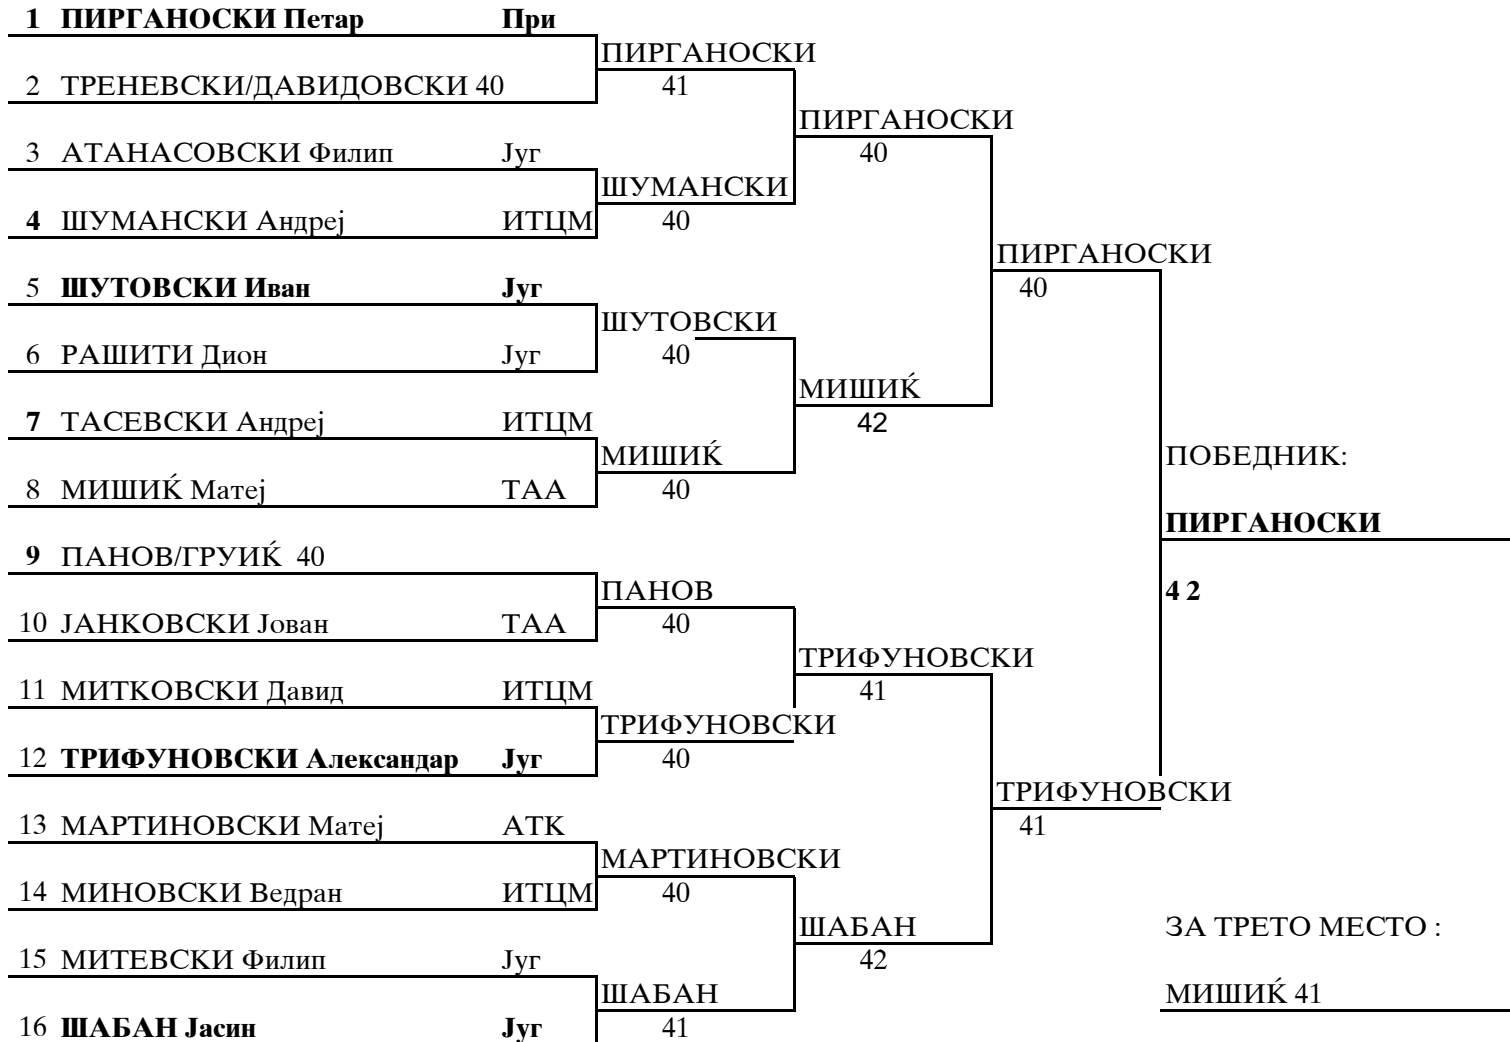 1 ПИРГАНОСКИ Петар При
ПИРГАНОСКИ
2 ТРЕНЕВСКИ/ДАВИДОВСКИ 40 41
ПИРГАНОСКИ
3 АТАНАСОВСКИ Филип Југ 40
ШУМАНСКИ
4 ШУМАНСКИ Андреј ИТЦМ 40
ПИРГАНОСКИ
5 ШУТОВСКИ Иван Југ 40
ШУТОВСКИ
6 РАШИТИ Дион Југ 40
МИШИЌ
7 ТАСЕВСКИ Андреј ИТЦМ 42
МИШИЌ ПОБЕДНИК:
8 МИШИЌ Матеј ТАА 40
ПИРГАНОСКИ
9 ПАНОВ/ГРУИЌ 40
ПАНОВ 4 2
10 ЈАНКОВСКИ Јован ТАА 40
ТРИФУНОВСКИ
11 МИТКОВСКИ Давид ИТЦМ 41
ТРИФУНОВСКИ
12 ТРИФУНОВСКИ Александар Југ 40
ТРИФУНОВСКИ
13 МАРТИНОВСКИ Матеј АТК 41
МАРТИНОВСКИ
14 МИНОВСКИ Ведран ИТЦМ 40
ШАБАН ЗА ТРЕТО МЕСТО :
15 МИТЕВСКИ Филип Југ 42
ШАБАН МИШИЌ 41
16 ШАБАН Јасин Југ 41